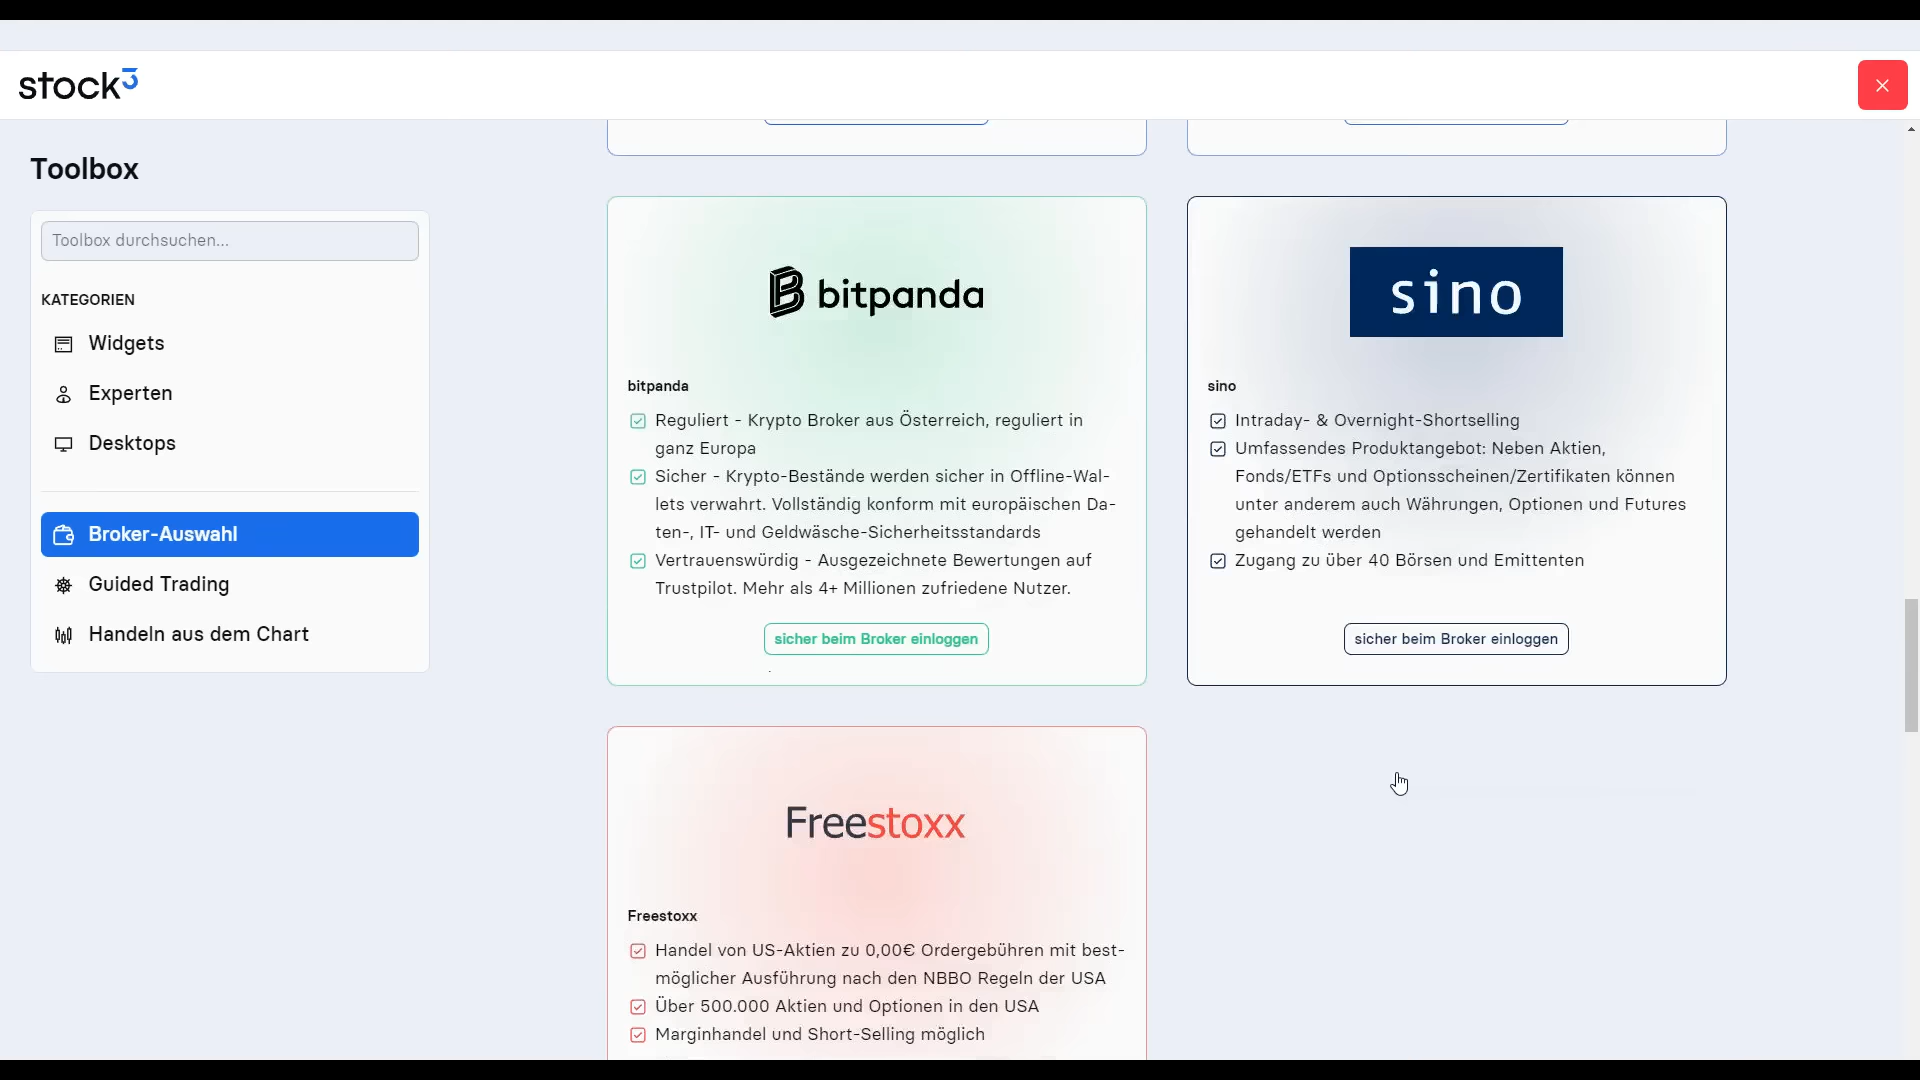 stock3
Toolbox
Toolbox durchsuchen...
KATEGORIEN
Widgets
Experten
Desktops
Broker-Auswahl
Guided Trading
Handeln aus dem Chart
bitpanda
bitpanda
Reguliert - Krypto Broker aus Österreich, reguliert in
ganz Europa
Sicher - Krypto-Bestände werden sicher in Offline-Wal-
lets verwahrt. Vollständig konform mit europäischen Da-
ten-, IT- und Geldwäsche-Sicherheitsstandards
Vertrauenswürdig - Ausgezeichnete Bewertungen auf
Trustpilot. Mehr als 4+ Millionen zufriedene Nutzer.
sicher beim Broker einloggen
sino
sino
Intraday- & Overnight-Shortselling
Umfassendes Produktangebot: Neben Aktien,
Fonds/ETFs und Optionsscheinen/Zertifikaten können
unter anderem auch Währungen, Optionen und Futures
gehandelt werden
Zugang zu über 40 Börsen und Emittenten
sicher beim Broker einloggen
Freestoxx
Freestoxx
Handel von US-Aktien zu 0,00€ Ordergebühren mit best-
möglicher Ausführung nach den NBBO Regeln der USA
Über 500.000 Aktien und Optionen in den USA
Marginhandel und Short-Selling möglich